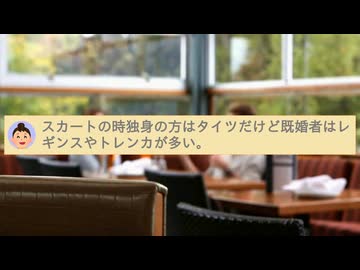 スカートの時独身の方はタイツだけど既婚者はレ
ギンスやトレンカが多い。